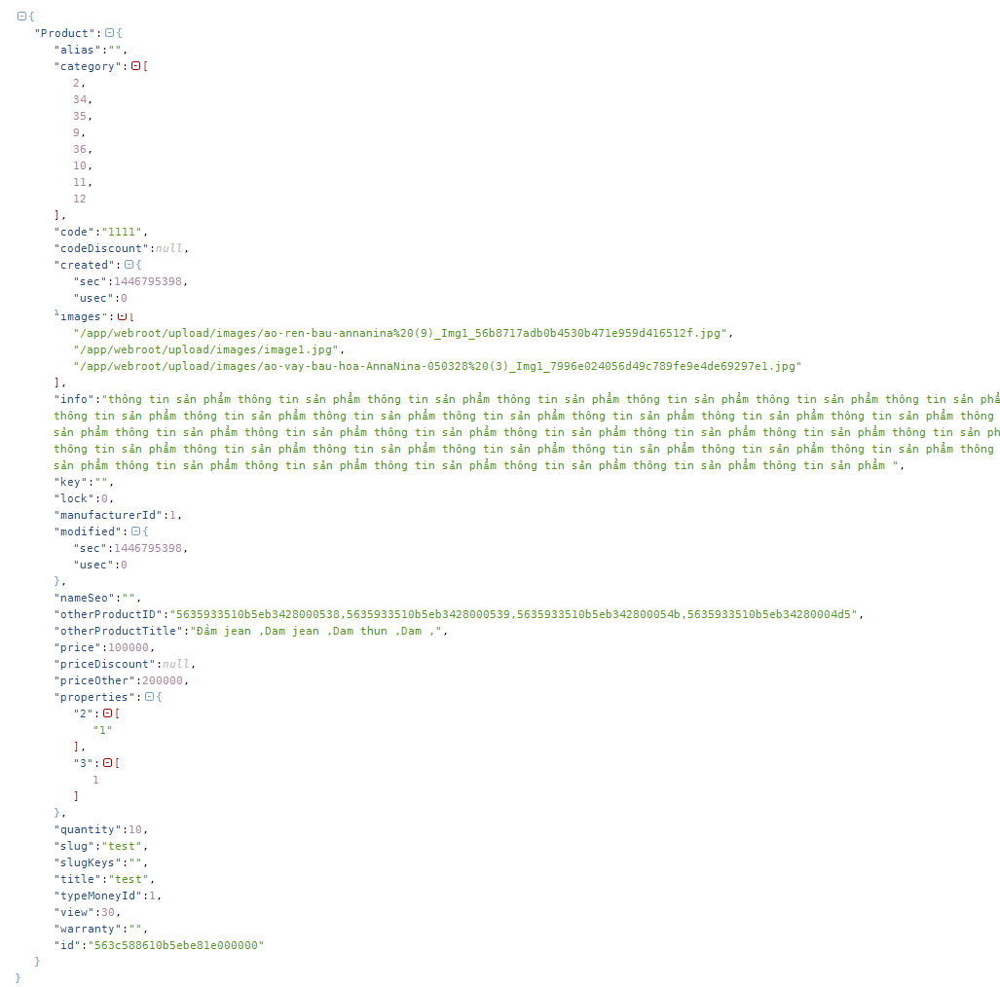 {
"Product":{
"alias":"",
"category":[
2,
34,
35,
9,
36,
10,
11,
12
],
"code":"1111",
"codeDiscount":null,
"created":{
"sec":1446795398,
"usec":0
"images":[
"/app/webroot/upload/images/ao-ren-bau-annanina%20(9)_Img1_56b8717adb0b4530b471e959d416512f.jpg",
"/app/webroot/upload/images/image1.jpg",
"/app/webroot/upload/images/ao-vay-bau-hoa-AnnaNina-050328%20(3)_Img1_7996e024056d49c789fe9e4de69297e1.jpg"
],
"info":"thông tin sản phẩm thông tin sản phẩm thông tin sản phẩm thông tin sản phẩm thông tin sản phẩm thông tin sản phẩm thông tin sản phẩ
thông tin sản phẩm thông tin sản phẩm thông tin sản phẩm thông tin sản phẩm thông tin sản phẩm thông tin sản phẩm thông tin sản phẩm thông
sản phẩm thông tin sản phẩm thông tin sản phẩm thông tin sản phẩm thông tin sản phẩm thông tin sản phẩm thông tin sản phẩm thông tin sản ph
thông tin sản phẩm thông tin sản phẩm thông tin sản phẩm thông tin sản phẩm thông tin sản phẩm thông tin sản phẩm thông tin sản phẩm thông
sản phẩm thông tin sản phẩm thông tin sản phẩm thông tin sản phẩm thông tin sản phẩm thông tin sản phẩm thông tin sản phẩm ",
"key":"",
"lock":0,
"manufacturerId":1,
"modified":{
"sec":1446795398,
"usec":0
},
"nameSeo":"",
"otherProductID":"5635933510b5eb3428000538,5635933510b5eb3428000539,5635933510b5eb342800054b,5635933510b5eb34280004d5",
"otherProductTitle":"Đầm jean ,Dam jean ,Dam thun ,Dam ,",
"price":100000,
"priceDiscount":null,
"priceOther":200000,
"properties":{
"2":[
"1"
],
"3":[
1
]
},
"quantity":10,
"slug":"test",
"slugKeys":"",
"title":"test",
"typeMoneyId":1,
"view":30,
"warranty":"",
"id":"563c588610b5ebe81e000000"
}
}